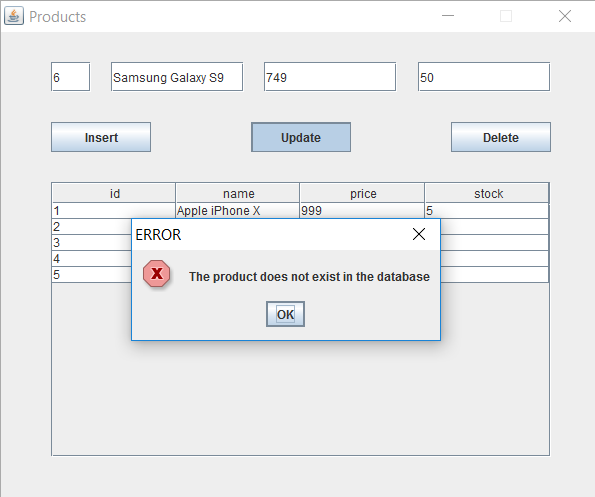 Products
6 Samsung Galaxy S9 749 50
Insert Update Delete
id name price stock
1 Apple iPhone X 999 5
2
3
4
5
ERROR
The product does not exist in the database
OK